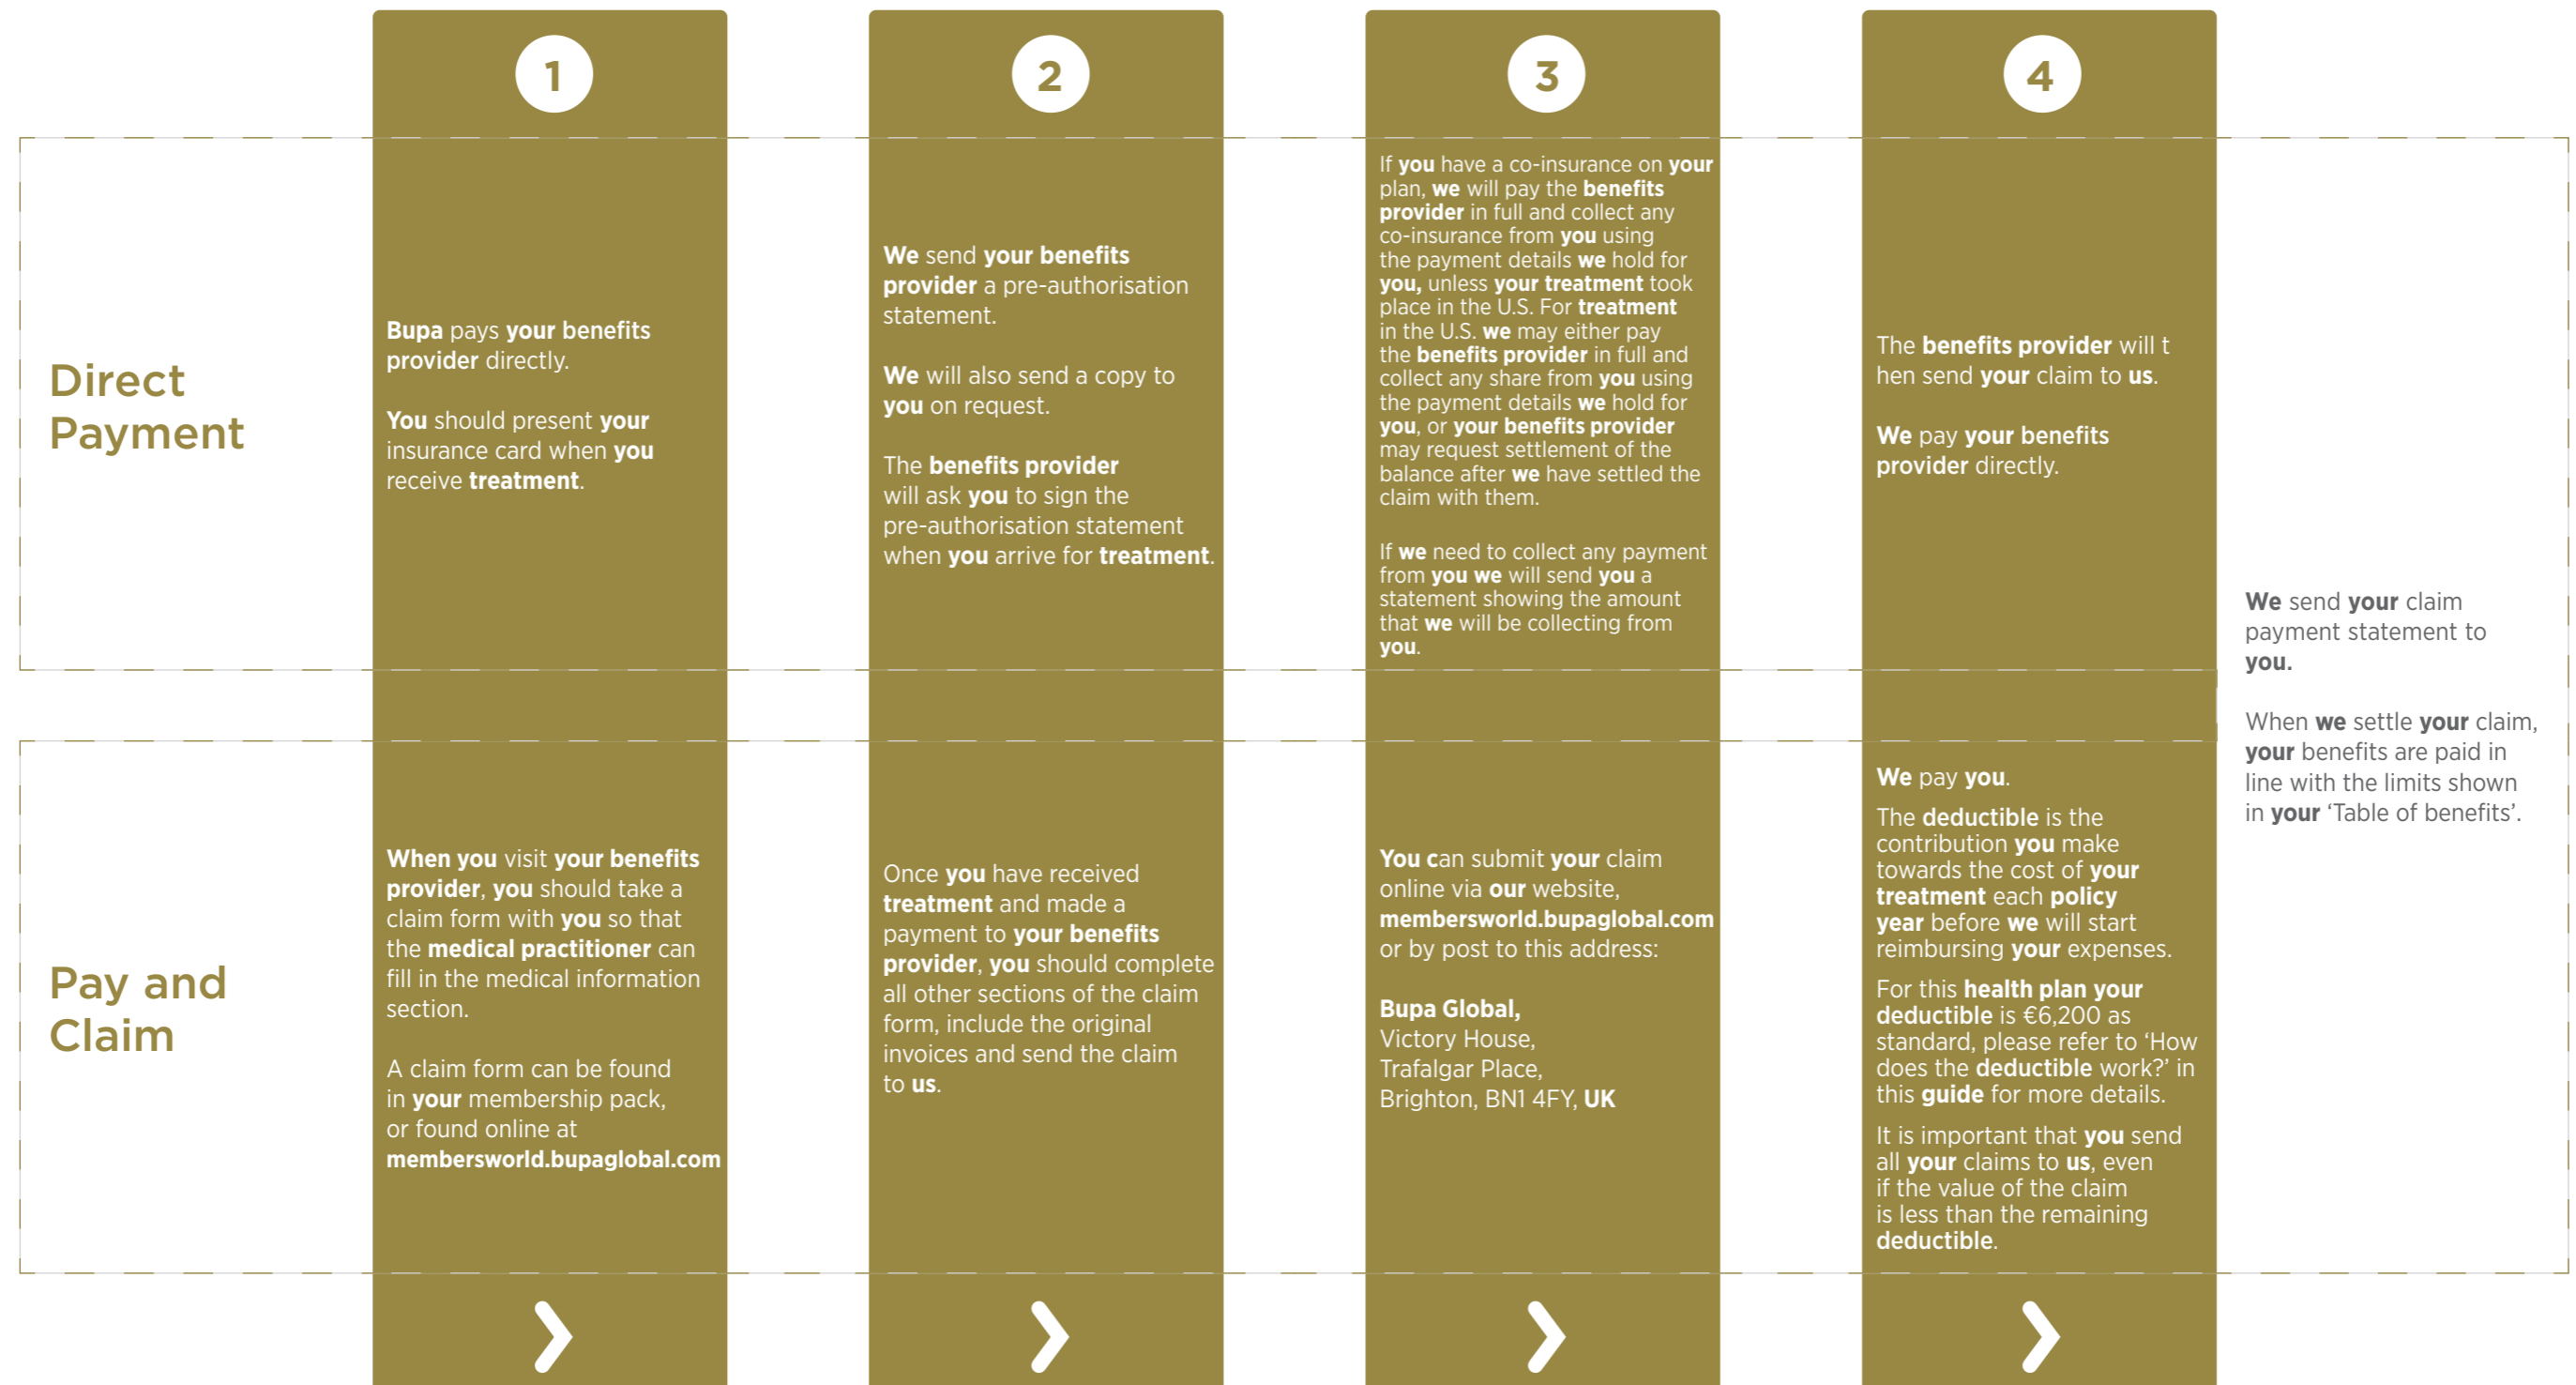 1
2
3
4
Direct
Payment
Bupa pays your benefits
provider directly.
You should present your
insurance card when you
receive treatment.
We send your benefits
provider a pre-authorisation
statement.
We will also send a copy to
you on request.
The benefits provider
will ask you to sign the
pre-authorisation statement
when you arrive for treatment.
If you have a co-insurance on your
plan, we will pay the benefits
provider in full and collect any
co-insurance from you using
the payment details we hold for
you, unless your treatment took
place in the U.S. For treatment
in the U.S. we may either pay
the benefits provider in full and
collect any share from you using
the payment details we hold for
you, or your benefits provider
may request settlement of the
balance after we have settled the
claim with them.
If we need to collect any payment
from you we will send you a
statement showing the amount
that we will be collecting from
you.
The benefits provider will t
hen send your claim to us.
We pay your benefits
provider directly.
Pay and
Claim
When you visit your benefits
provider, you should take a
claim form with you so that
the medical practitioner can
fill in the medical information
section.
A claim form can be found
in your membership pack,
or found online at
membersworld.bupaglobal.com
Once you have received
treatment and made a
payment to your benefits
provider, you should complete
all other sections of the claim
form, include the original
invoices and send the claim
to us.
You can submit your claim
online via our website,
membersworld.bupaglobal.com
or by post to this address:
Bupa Global,
Victory House,
Trafalgar Place,
Brighton, BN1 4FY, UK
We pay you.
The deductible is the
contribution you make
towards the cost of your
treatment each policy
year before we will start
reimbursing your expenses.
For this health plan your
deductible is €6,200 as
standard, please refer to ‘How
does the deductible work?’ in
this guide for more details.
It is important that you send
all your claims to us, even
if the value of the claim
is less than the remaining
deductible.
We send your claim
payment statement to
you.
When we settle your claim,
your benefits are paid in
line with the limits shown
in your ‘Table of benefits’.